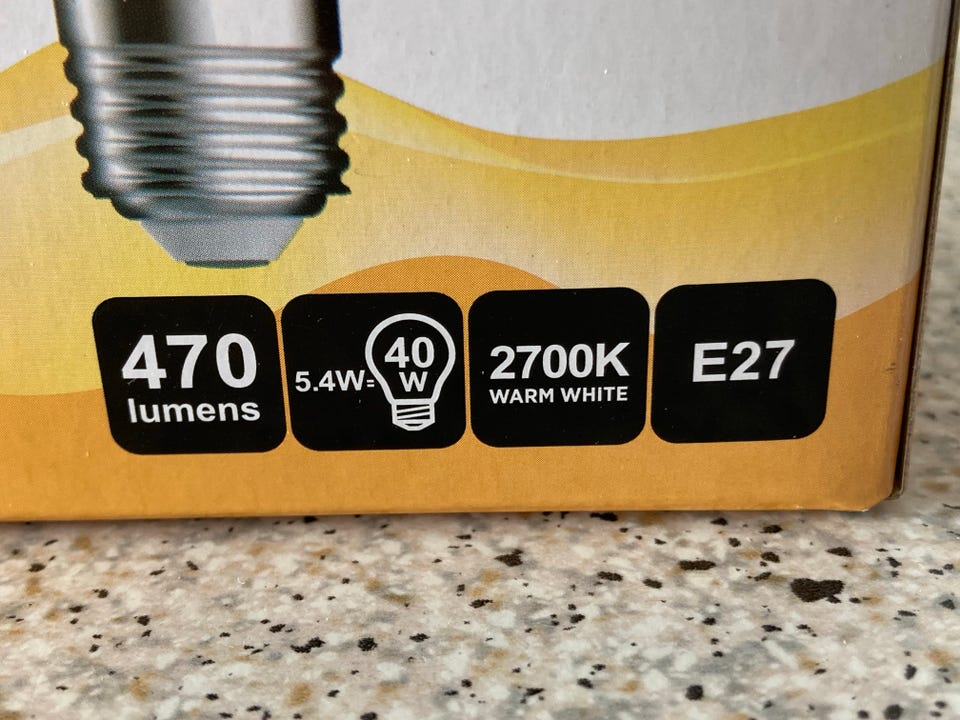 470
lumens
5.4W=
40
W
2700K
WARM WHITE
E27